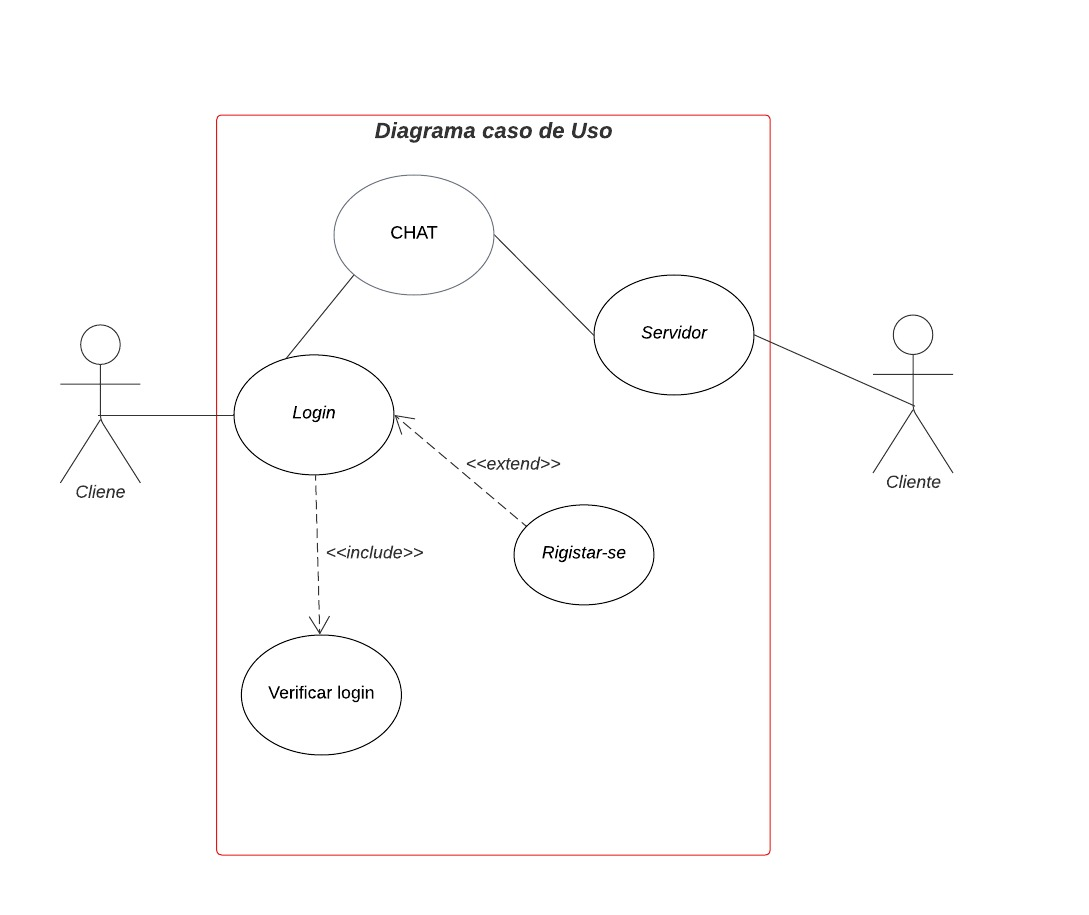 Diagrama caso de Uso
CHAT
Servidor
Login
<<extend>>
Cliene
Cliente
<<include>>
Rigistar-se
Verificar login